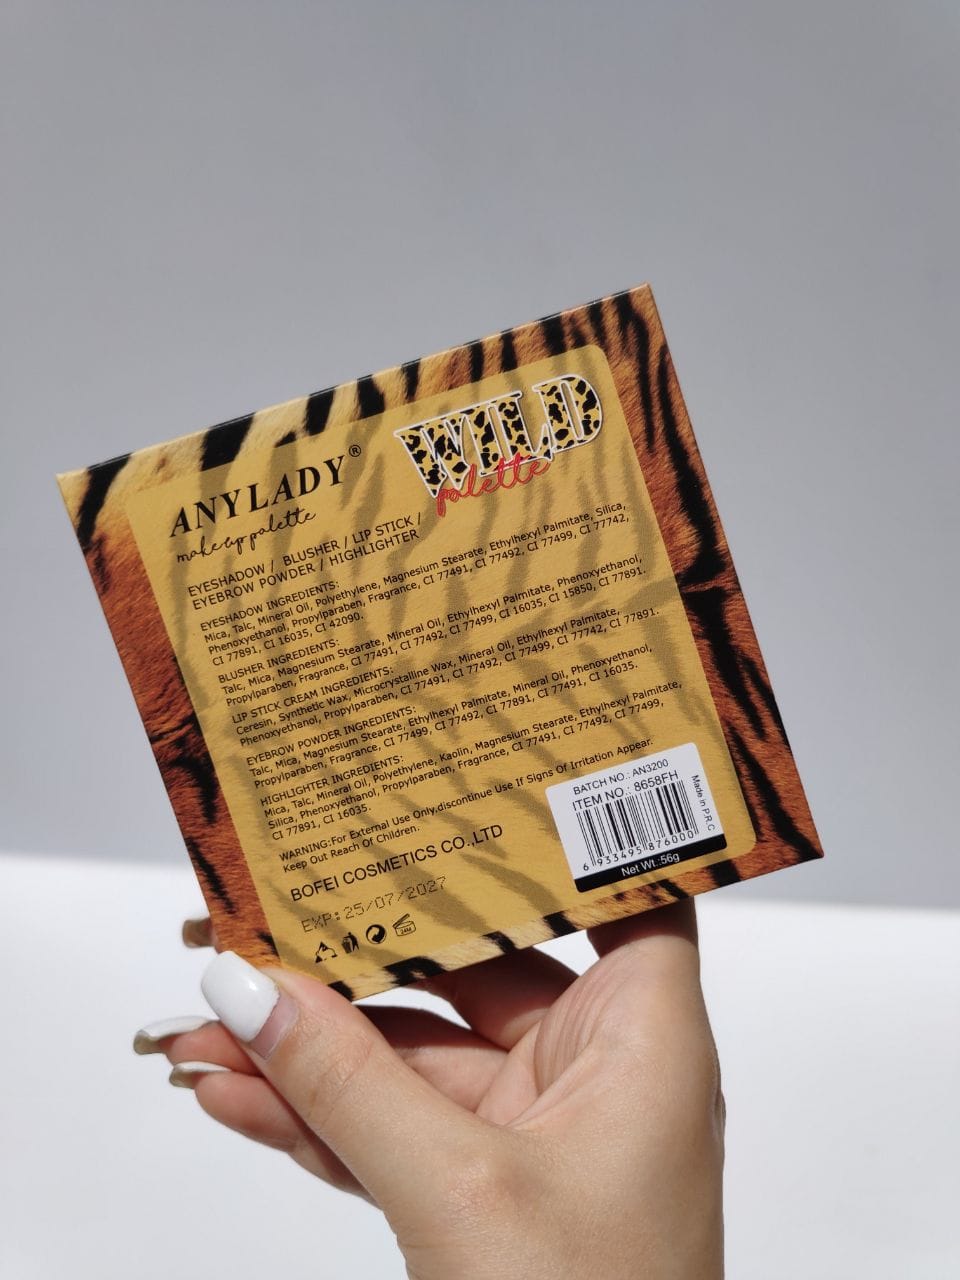 ANYLADY®
make up palette
WILD
palette
EYESHADOW / BLUSHER / LIP STICK /
EYEBROW POWDER / HIGHLIGHTER
EYESHADOW INGREDIENTS:
Mica, Talc, Mineral Oil, Polyethylene, Magnesium Stearate, Ethylhexyl Palmitate, Silica,
Phenoxyethanol, Propylparaben, Fragrance, CI 77491, CI 77492, CI 77499, CI 77742,
CI 77891, CI 16035, CI 42090.
BLUSHER INGREDIENTS:
Talc, Mica, Magnesium Stearate, Mineral Oil, Ethylhexyl Palmitate, Phenoxyethanol,
Propylparaben, Fragrance, CI 77491, CI 77492, CI 77499, CI 16035, CI 15850, CI 77891.
LIP STICK CREAM INGREDIENTS:
Ceresin, Synthetic Wax, Microcrystalline Wax, Mineral Oil, Ethylhexyl Palmitate,
Phenoxyethanol, Propylparaben, CI 77491, CI 77492, CI 77499, CI 77742, CI 77891.
EYEBROW POWDER INGREDIENTS:
Talc, Mica, Magnesium Stearate, Ethylhexyl Palmitate, Mineral Oil, Phenoxyethanol,
Propylparaben, Fragrance, CI 77499, CI 77492, CI 77891, CI 77491, CI 16035.
HIGHLIGHTER INGREDIENTS:
Mica, Talc, Mineral Oil, Polyethylene, Kaolin, Magnesium Stearate, Ethylhexyl Palmitate,
Silica, Phenoxyethanol, Propylparaben, Fragrance, CI 77491, CI 77492, CI 77499,
CI 77891, CI 16035.
WARNING:For External Use Only,discontinue Use If Signs Of Irritation Appear.
Keep Out Reach Of Children.
BOFEI COSMETICS CO.,LTD
EXP:25/07/2027
24M
BATCH NO.: AN3200
ITEM NO.: 8658FH
6 933495 876000
Made in P.R.C
Net Wt.:56g